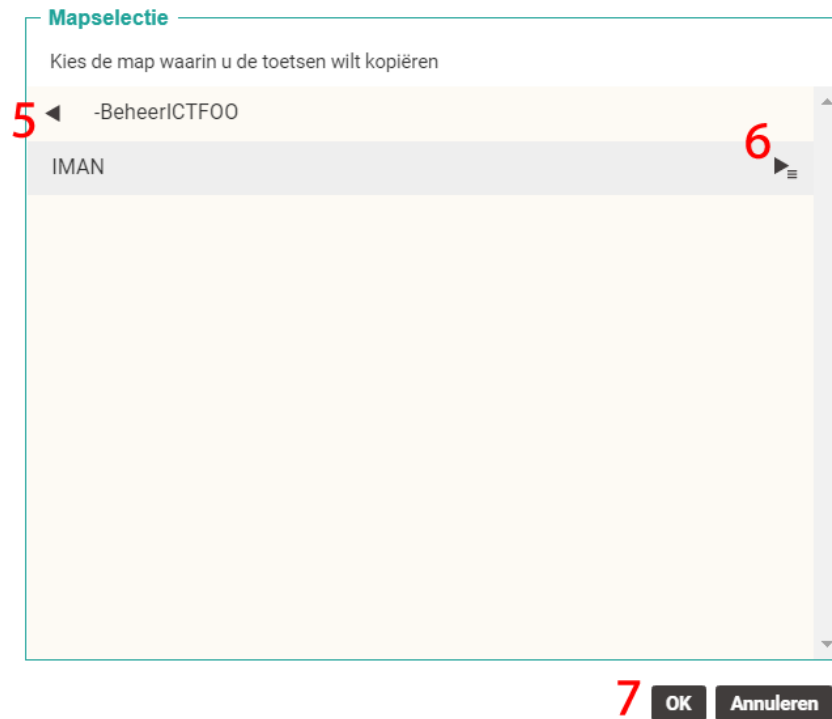 Mapselectie
Kies de map waarin u de toetsen wilt kopiëren
5 -BeheerICTFOO
6
IMAN
7 OK Annuleren